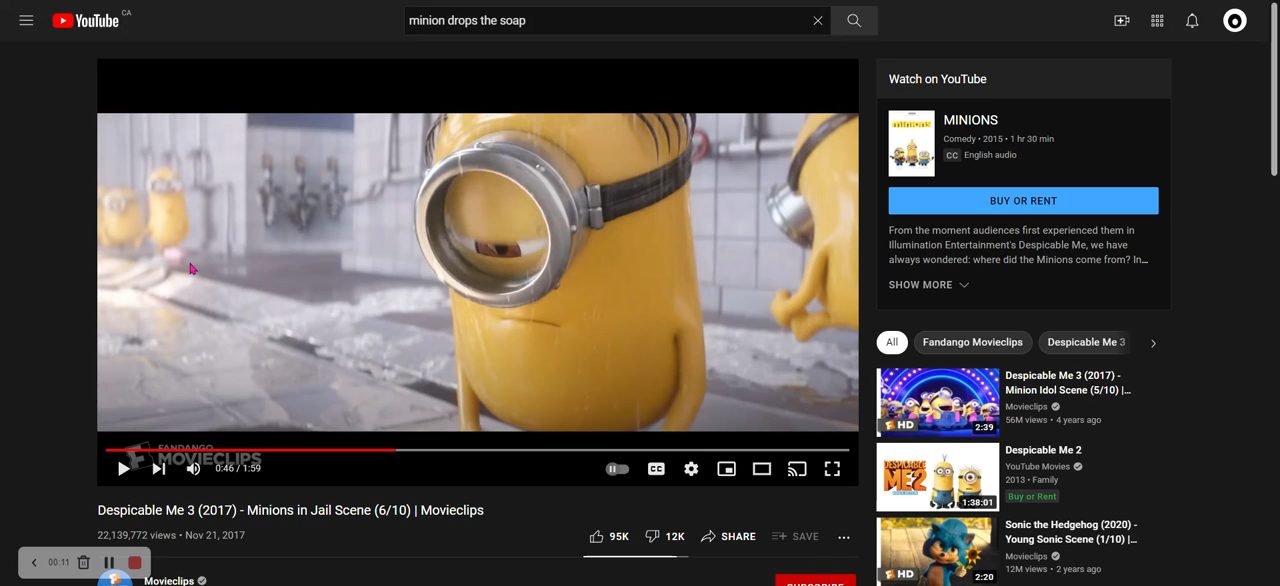 YouTube CA
minion drops the soap
FANDANGO
MOVIECLIPS
0:46 / 1:59
CC
Despicable Me 3 (2017) - Minions in Jail Scene (6/10) | Movieclips
22,139,772 views • Nov 21, 2017
95K
12K
SHARE
SAVE
00:11
Movieclips
SUBSCRIBE
Watch on YouTube
MINIONS
Comedy • 2015 • 1 hr 30 min
CC English audio
BUY OR RENT
From the moment audiences first experienced them in
Illumination Entertainment's Despicable Me, we have
always wondered: where did the Minions come from? In...
SHOW MORE
All
Fandango Movieclips
Despicable Me 3
HD
2:39
Despicable Me 3 (2017) -
Minion Idol Scene (5/10) |...
Movieclips
56M views • 4 years ago
DESPICABLE
ME 2
1:38:01
Despicable Me 2
YouTube Movies
2013 • Family
Buy or Rent
HD
2:20
Sonic the Hedgehog (2020) -
Young Sonic Scene (1/10) |...
Movieclips
12M views • 2 years ago